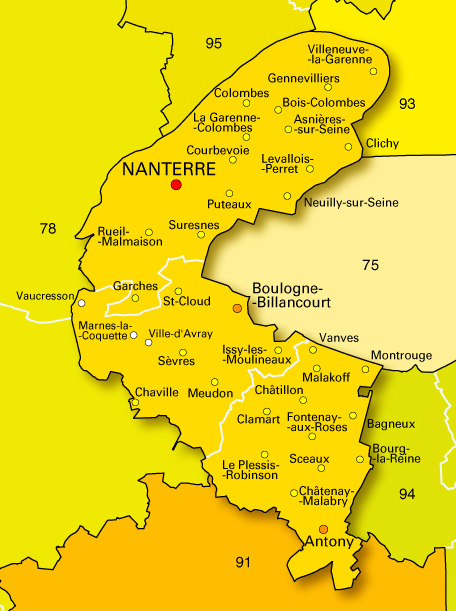 95
Villeneuve-
-la-Garenne
Gennevilliers
Colombes
Bois-Colombes
93
La Garenne-
-Colombes
Asnières-
-sur-Seine
Courbevoie
Clichy
Levallois-
-Perret
NANTERRE
Puteaux
Neuilly-sur-Seine
78
Rueil-
-Malmaison
Suresnes
75
Garches
Vaucresson
St-Cloud
Boulogne-
-Billancourt
Marnes-la-
-Coquette
Ville-d'Avray
Vanves
Sèvres
Issy-les-
-Moulineaux
Montrouge
Malakoff
Chaville
Meudon
Châtillon
Clamart
Fontenay-
-aux-Roses
Bagneux
Bourg-
-la-Reine
Le Plessis-
-Robinson
Sceaux
Châtenay-
-Malabry
94
Antony
91